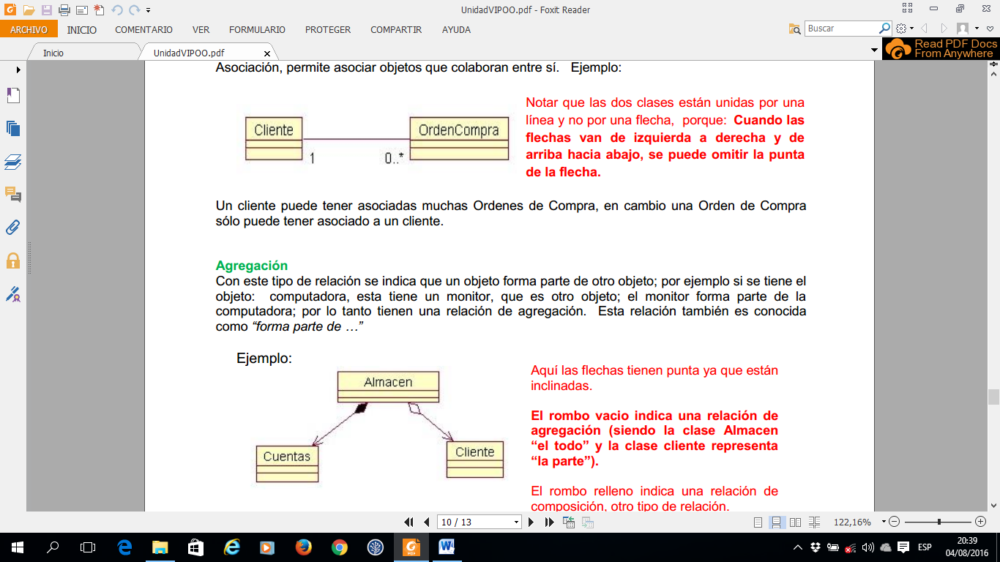 UnidadVIPOO.pdf - Foxit Reader
ARCHIVO INICIO COMENTARIO VER FORMULARIO PROTEGER COMPARTIR AYUDA
Buscar
Inicio
UnidadVIPOO.pdf
Read PDF Docs
From Anywhere
Asociación, permite asociar objetos que colaboran entre sí. Ejemplo:
Cliente
OrdenCompra
1
0..*
Notar que las dos clases están unidas por una
línea y no por una flecha, porque: Cuando las
flechas van de izquierda a derecha y de
arriba hacia abajo, se puede omitir la punta
de la flecha.
Un cliente puede tener asociadas muchas Ordenes de Compra, en cambio una Orden de Compra
sólo puede tener asociado a un cliente.
Agregación
Con este tipo de relación se indica que un objeto forma parte de otro objeto; por ejemplo si se tiene el
objeto: computadora, esta tiene un monitor, que es otro objeto; el monitor forma parte de la
computadora; por lo tanto tienen una relación de agregación. Esta relación también es conocida
como “forma parte de …”
Ejemplo:
Almacen
Cuentas
Cliente
Aquí las flechas tienen punta ya que están
inclinadas.
El rombo vacio indica una relación de
agregación (siendo la clase Almacen
“el todo” y la clase cliente representa
“la parte”).
El rombo relleno indica una relación de
composición, otro tipo de relación.
10 / 13
122,16%
ESP
20:39
04/08/2016